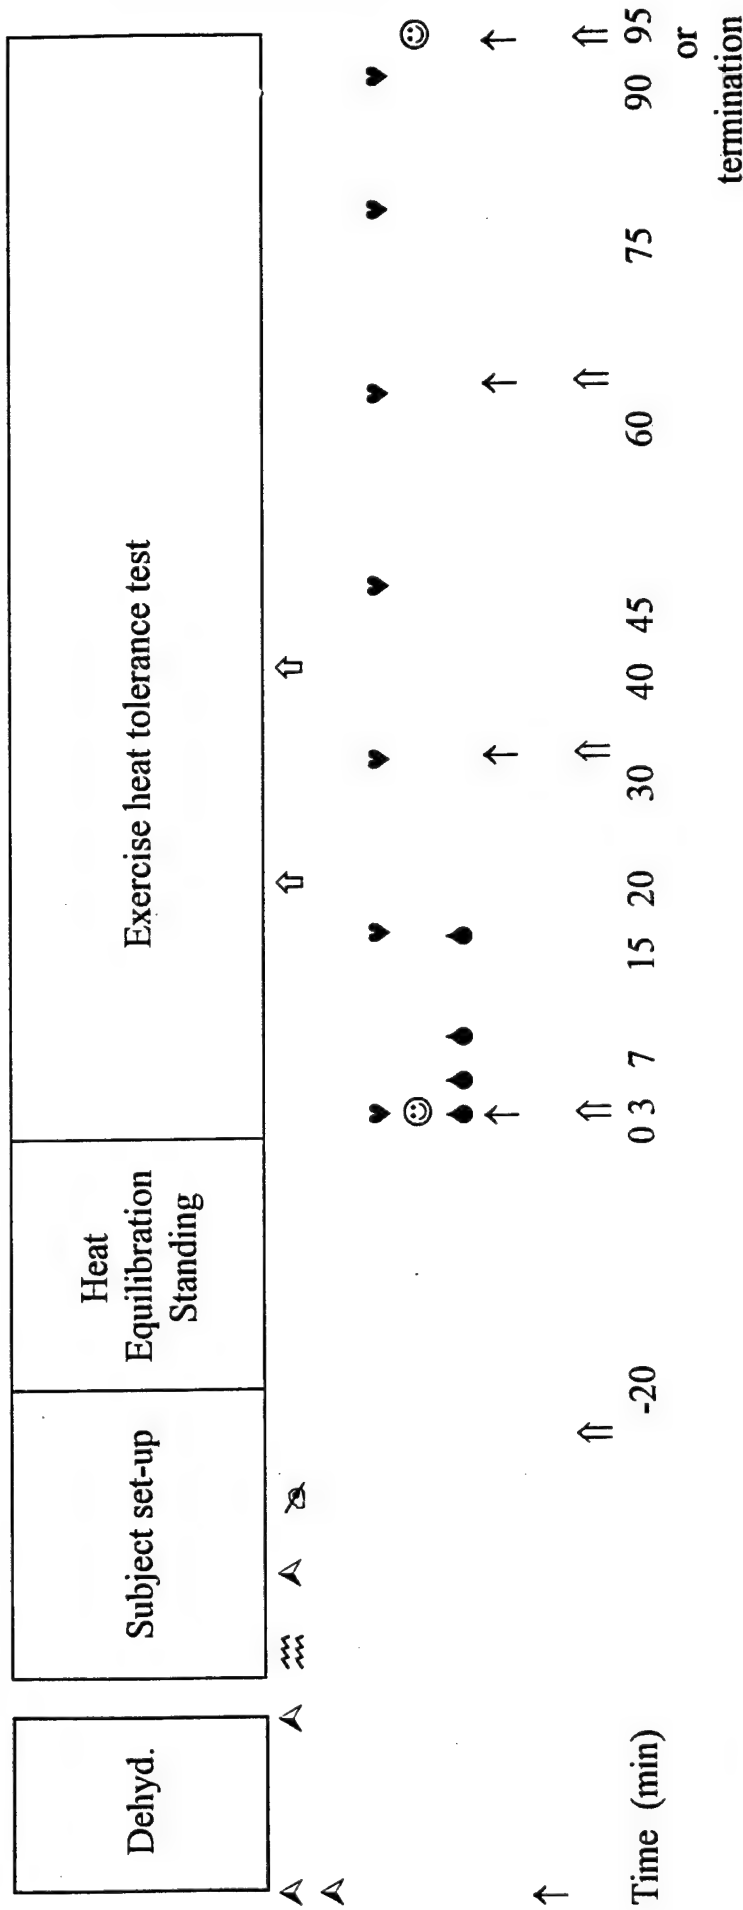 Dehyd.
Subject set-up
Heat
Equilibration
Standing
Exercise heat tolerance test
Time (min) -20 0 3 7 15 20 30 40 45 60 75 90 95
or
termination